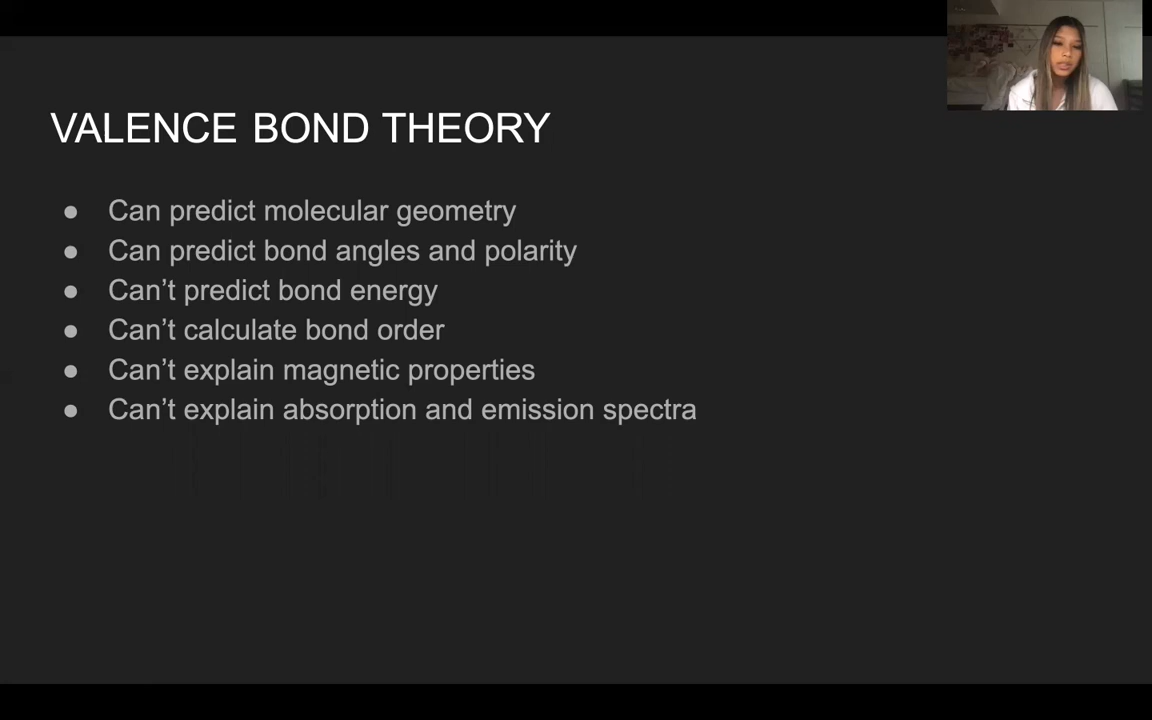 VALENCE BOND THEORY
● Can predict molecular geometry
● Can predict bond angles and polarity
● Can’t predict bond energy
● Can’t calculate bond order
● Can’t explain magnetic properties
● Can’t explain absorption and emission spectra